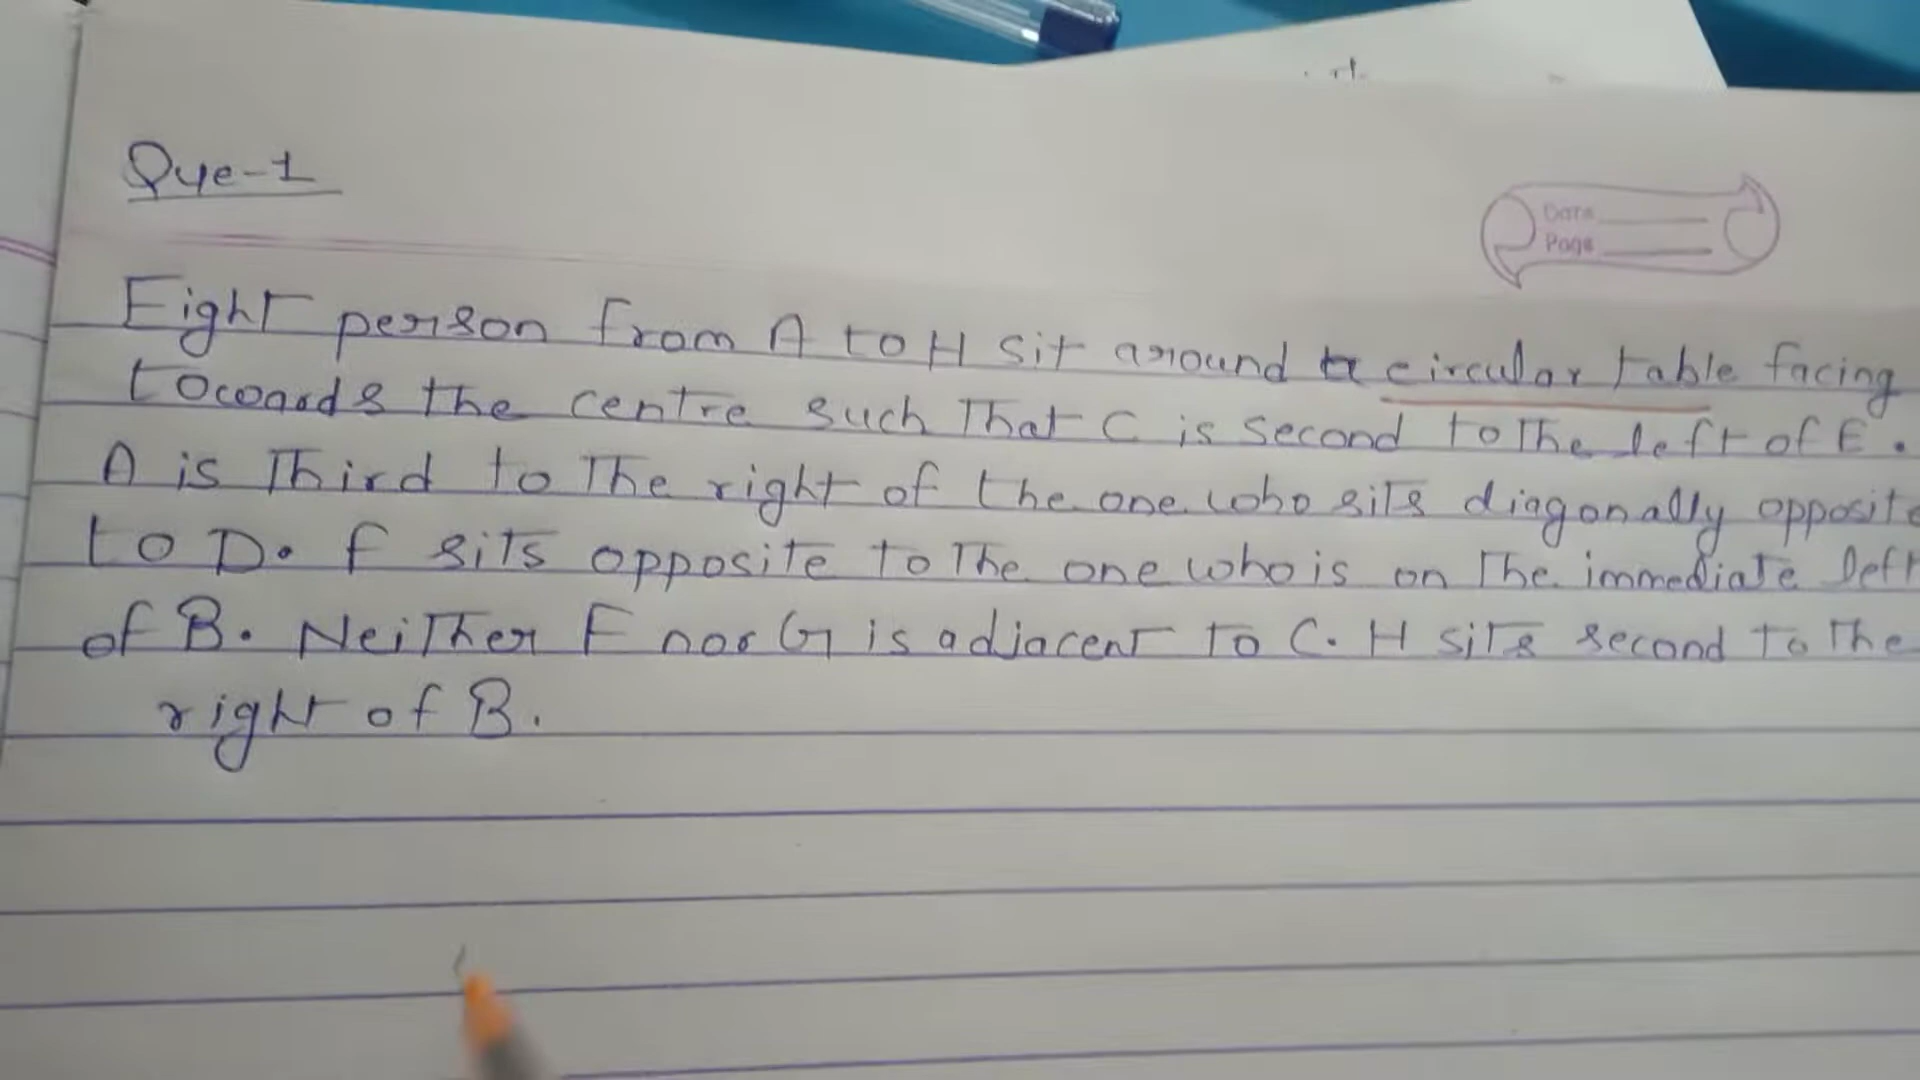 Que-1
Date
Page
Eight person from A to H sit around a circular table facing
towards the centre such that C is second to the left of E.
A is Third to The right of the one who sits diagonally opposite
to D. F sits opposite to The one who is on The immediate left
of B. Neither F nor G is adjacent to C. H sits second to The
right of B.